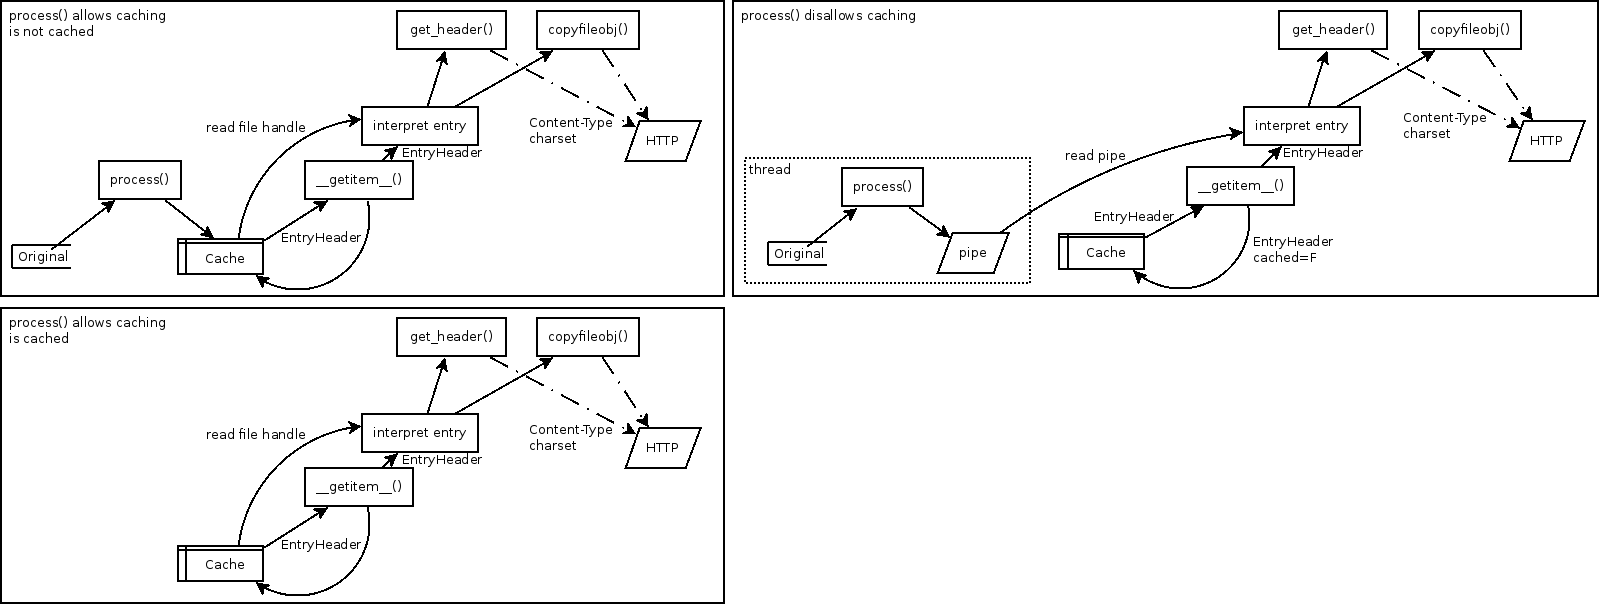 process() allows caching
is not cached
get_header()
copyfileobj()
read file handle
interpret entry
Content-Type
charset
HTTP
EntryHeader
process()
__getitem__()
EntryHeader
Original
Cache
process() disallows caching
get_header()
copyfileobj()
interpret entry
Content-Type
charset
HTTP
read pipe
EntryHeader
thread
process()
__getitem__()
EntryHeader
Original
pipe
Cache
EntryHeader
cached=F
process() allows caching
is cached
get_header()
copyfileobj()
read file handle
interpret entry
Content-Type
charset
HTTP
EntryHeader
__getitem__()
EntryHeader
Cache